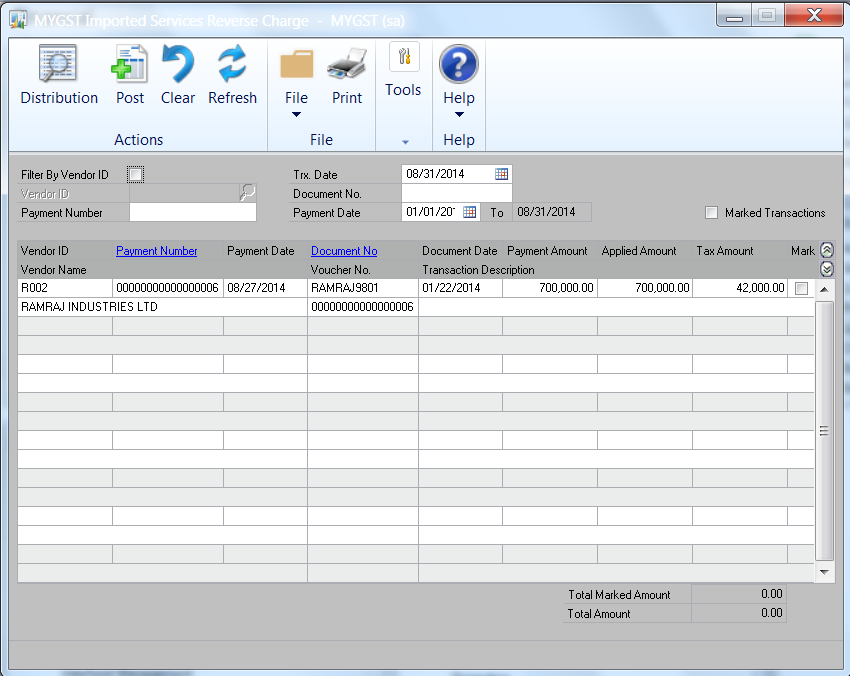 MYGST Imported Services Reverse Charge - MYGST (sa)
Distribution Post Clear Refresh File Print Tools Help
Actions File Help
Filter By Vendor ID Trx. Date 08/31/2014
Vendor ID Document No.
Payment Number Payment Date 01/01/20 To 08/31/2014 Marked Transactions
Vendor ID Payment Number Payment Date Document No Document Date Payment Amount Applied Amount Tax Amount Mark
Vendor Name Voucher No. Transaction Description
R002 00000000000000006 08/27/2014 RAMRAJ9801 01/22/2014 700,000.00 700,000.00 42,000.00
RAMRAJ INDUSTRIES LTD 00000000000000006
Total Marked Amount 0.00
Total Amount 0.00